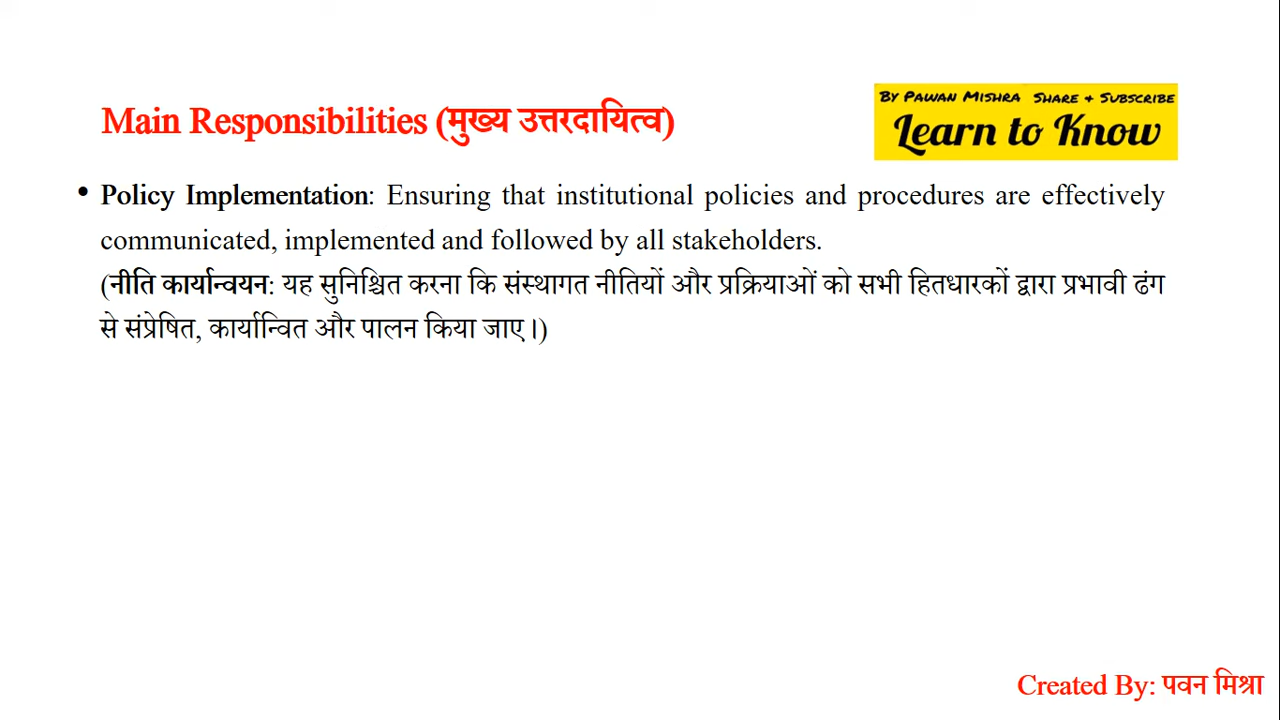 Main Responsibilities (मुख्य उत्तरदायित्व)
By Pawan Mishra Share & Subscribe
Learn to Know
• Policy Implementation: Ensuring that institutional policies and procedures are effectively
communicated, implemented and followed by all stakeholders.
(नीति कार्यान्वयन: यह सुनिश्चित करना कि संस्थागत नीतियों और प्रक्रियाओं को सभी हितधारकों द्वारा प्रभावी ढंग
से संप्रेषित, कार्यान्वित और पालन किया जाए।)
Created By: पवन मिश्रा